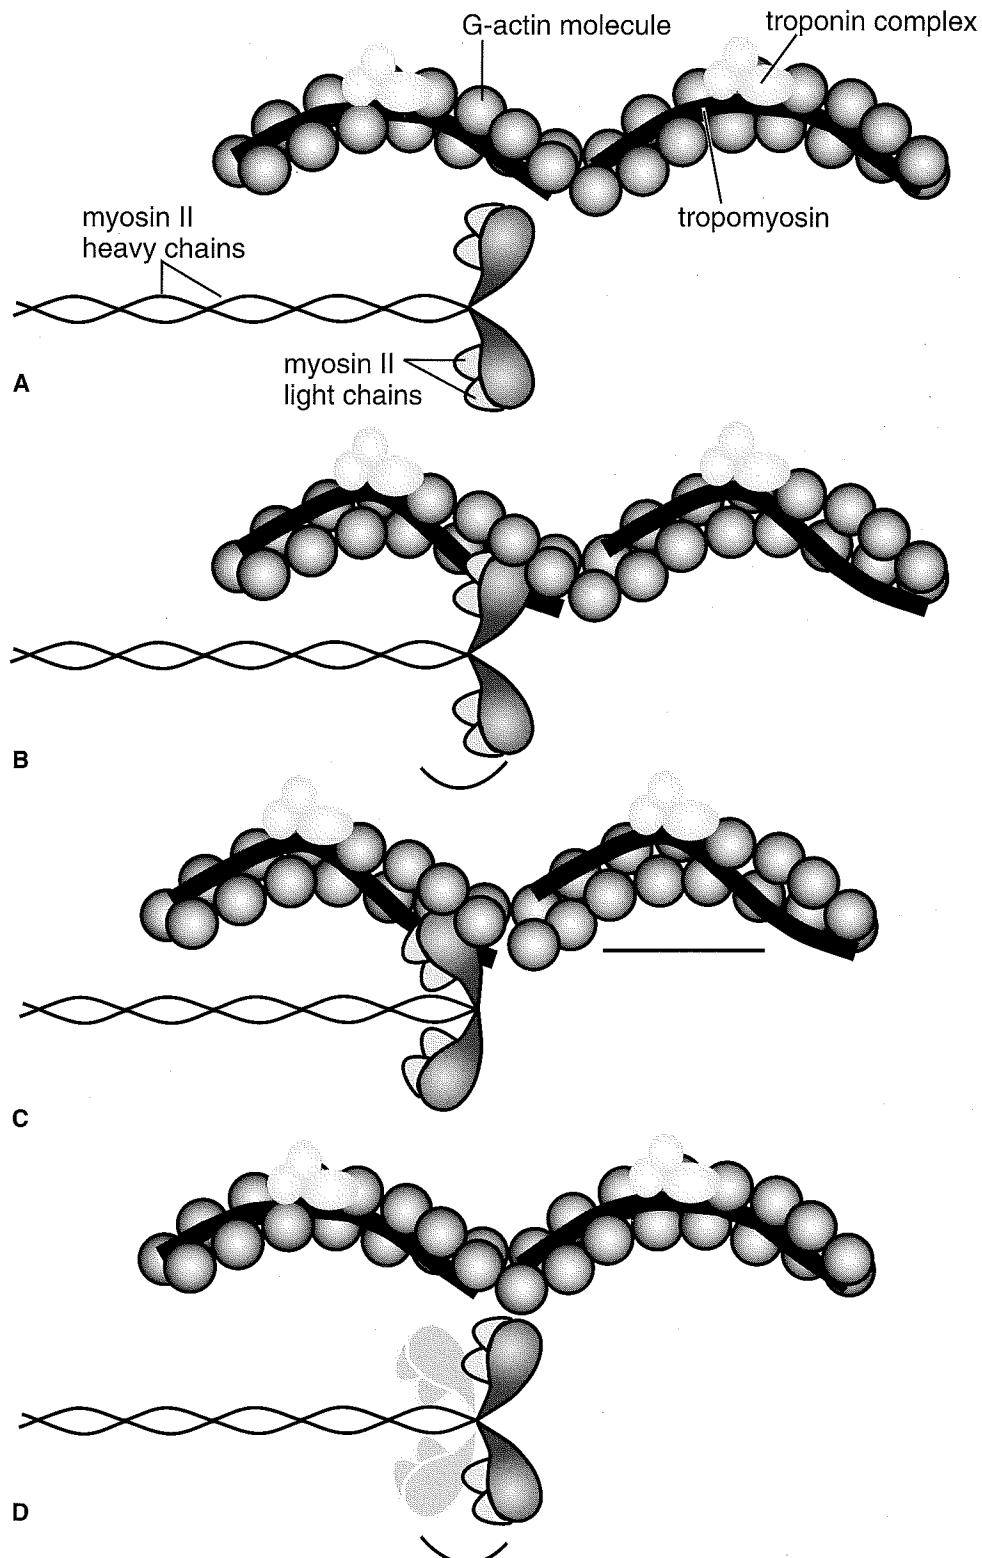 G-actin molecule
troponin complex
tropomyosin
myosin II
heavy chains
myosin II
light chains
A
B
C
D